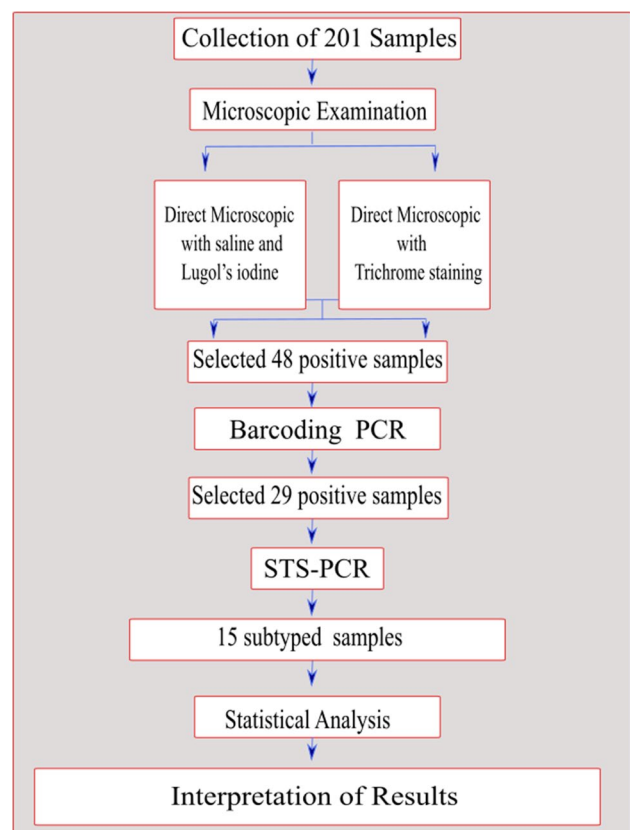 Collection of 201 Samples
Microscopic Examination
Direct Microscopic
with saline and
Lugol's iodine
Direct Microscopic
with
Trichrome staining
Selected 48 positive samples
Barcoding PCR
Selected 29 positive samples
STS-PCR
15 subtyped samples
Statistical Analysis
Interpretation of Results